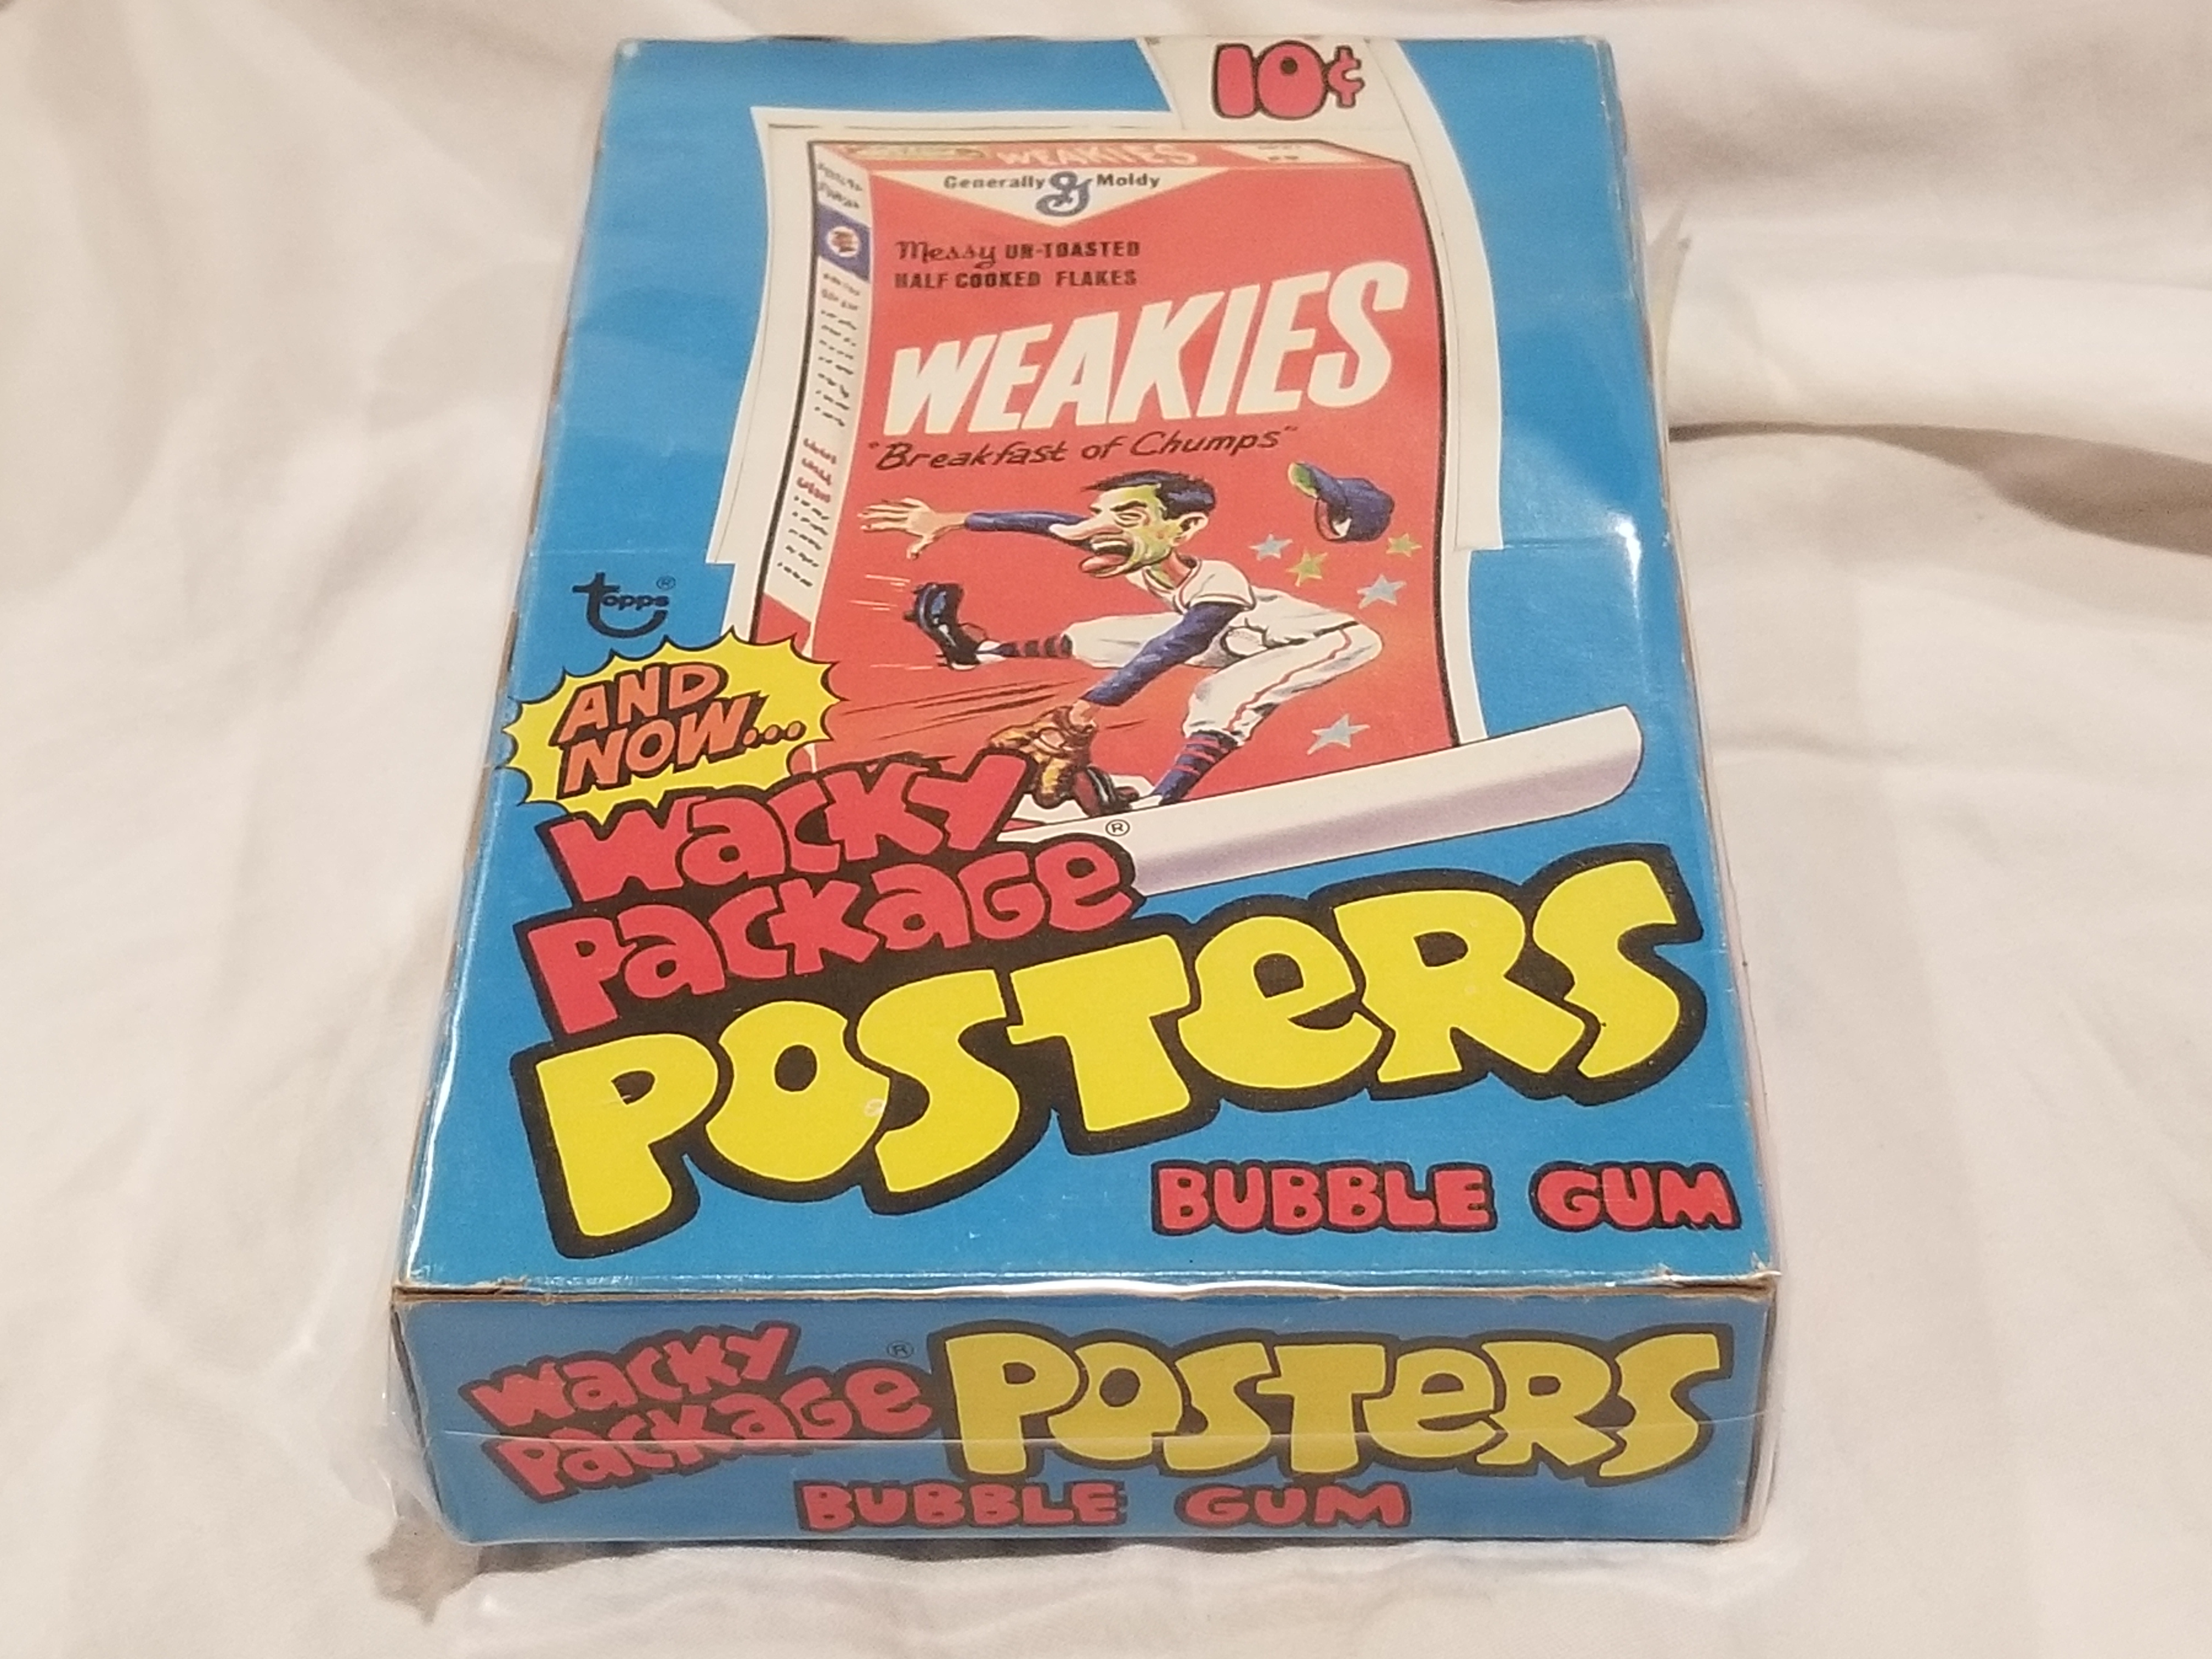 10¢
WEAKIES
Generally G Moldy
Messy UN-TOASTED
HALF COOKED FLAKES
WEAKIES
"Breakfast of Chumps"
topps®
AND
NOW...
WACKY
PACKAGE®
POSTERS
BUBBLE GUM
WACKY
PACKAGE®
POSTERS
BUBBLE GUM